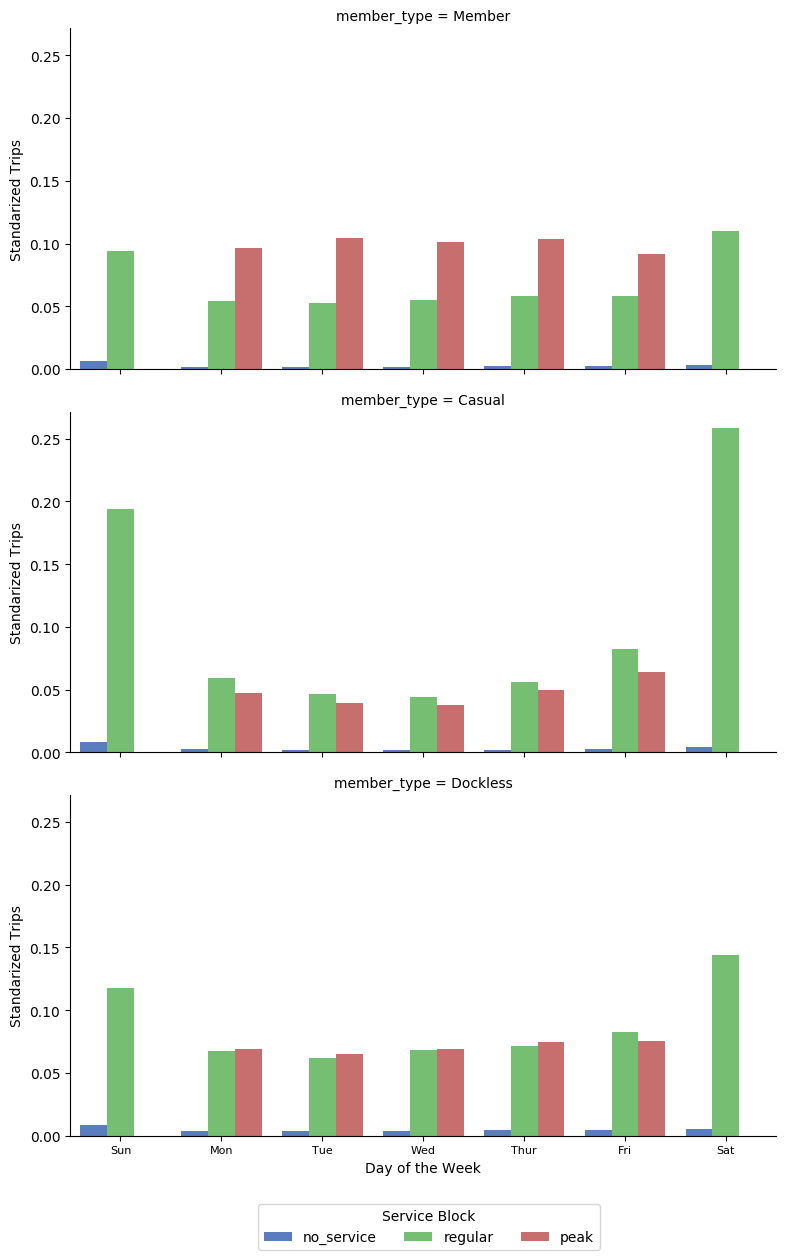 member_type = Member
0.25
0.20
0.15
0.10
0.05
0.00
Standarized Trips
member_type = Casual
0.25
0.20
0.15
0.10
0.05
0.00
Standarized Trips
member_type = Dockless
0.25
0.20
0.15
0.10
0.05
0.00
Standarized Trips
Sun Mon Tue Wed Thur Fri Sat
Day of the Week
Service Block
no_service regular peak